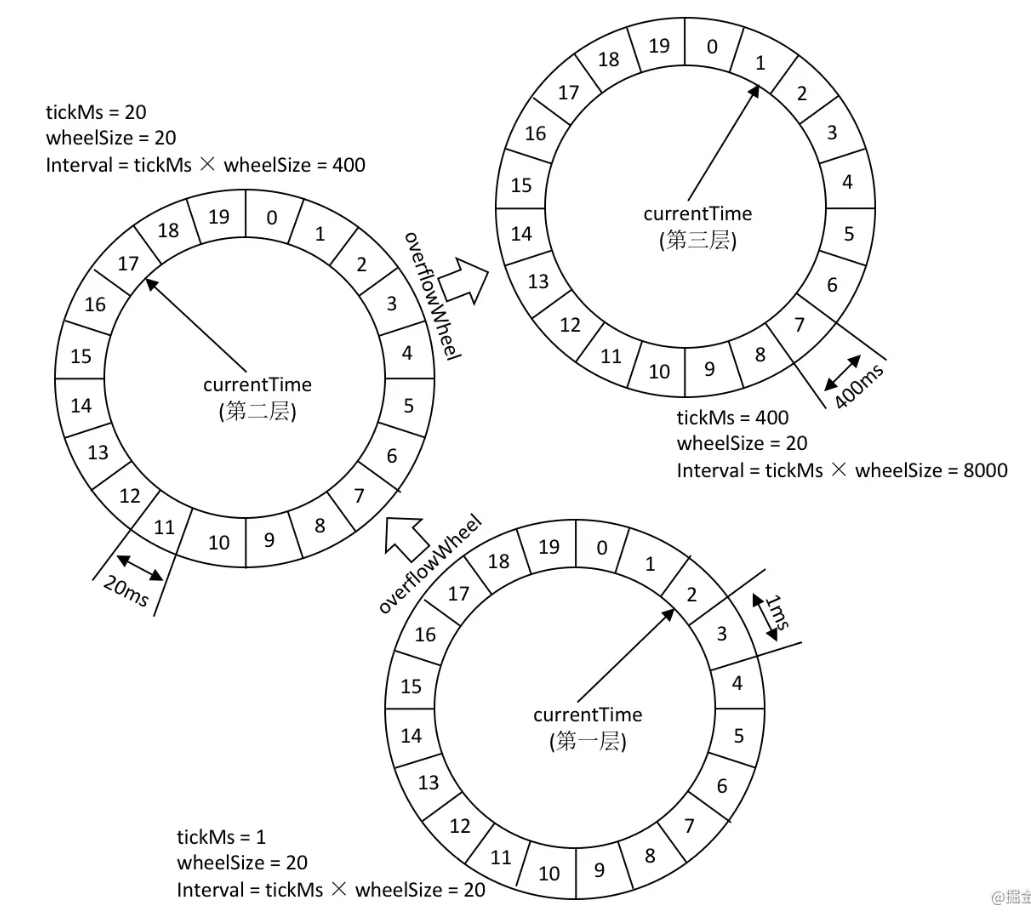 tickMs = 20
wheelSize = 20
Interval = tickMs × wheelSize = 400
0
1
2
3
4
5
6
7
8
9
10
11
12
13
14
15
16
17
18
19
currentTime
(第二层)
20ms
overflowWheel
0
1
2
3
4
5
6
7
8
9
10
11
12
13
14
15
16
17
18
19
currentTime
(第三层)
400ms
tickMs = 400
wheelSize = 20
Interval = tickMs × wheelSize = 8000
overflowWheel
0
1
2
3
4
5
6
7
8
9
10
11
12
13
14
15
16
17
18
19
currentTime
(第一层)
1ms
tickMs = 1
wheelSize = 20
Interval = tickMs × wheelSize = 20
@掘金